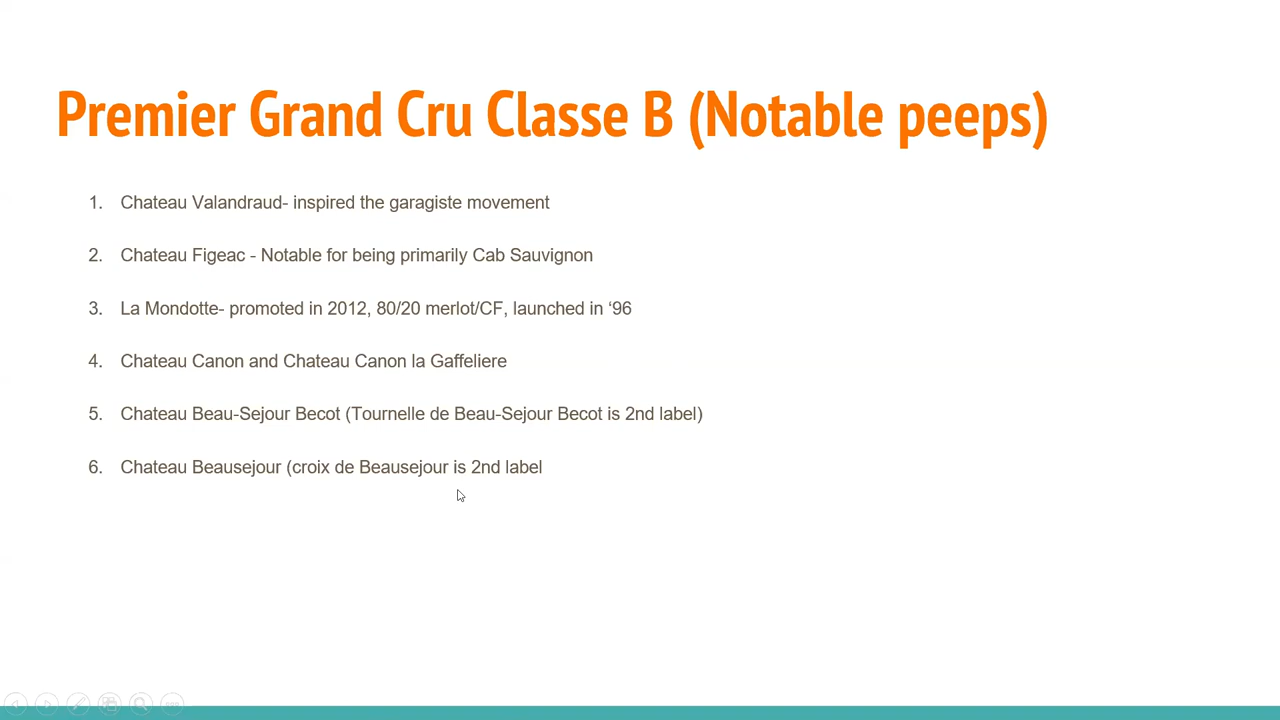 Premier Grand Cru Classe B (Notable peeps)
1. Chateau Valandraud- inspired the garagiste movement
2. Chateau Figeac - Notable for being primarily Cab Sauvignon
3. La Mondotte- promoted in 2012, 80/20 merlot/CF, launched in ‘96
4. Chateau Canon and Chateau Canon la Gaffeliere
5. Chateau Beau-Sejour Becot (Tournelle de Beau-Sejour Becot is 2nd label)
6. Chateau Beausejour (croix de Beausejour is 2nd label